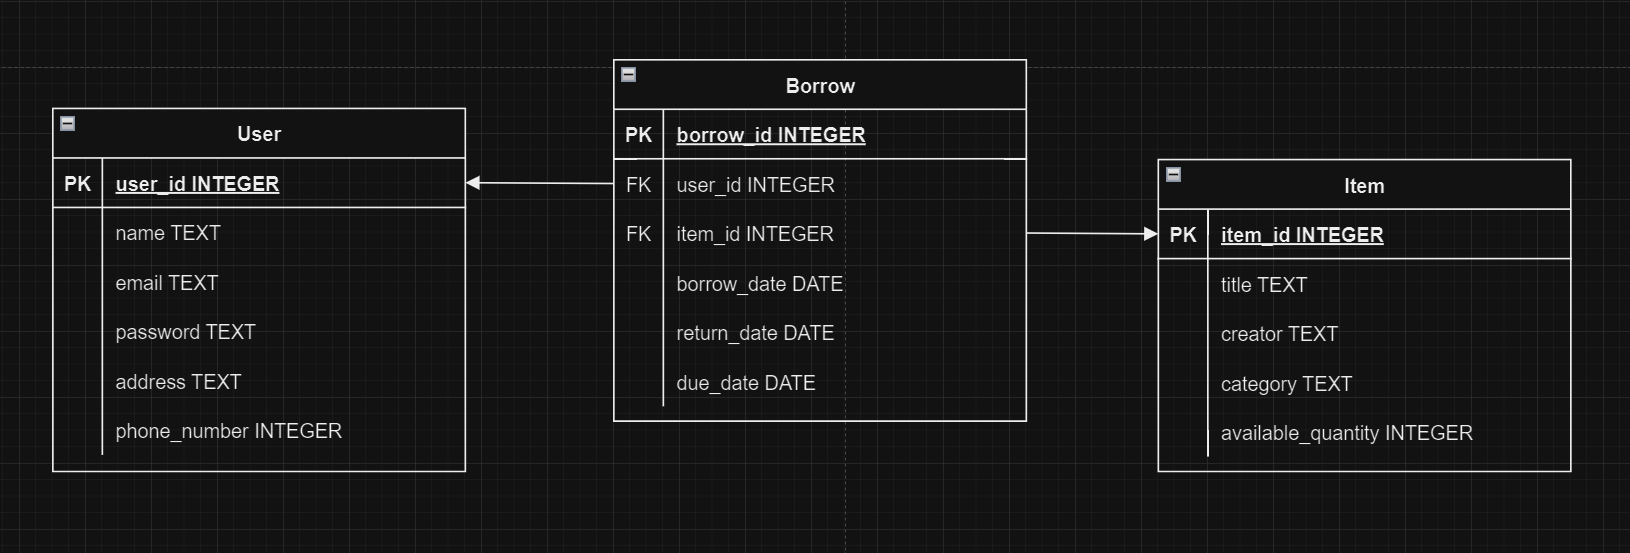 User
PK user_id INTEGER
name TEXT
email TEXT
password TEXT
address TEXT
phone_number INTEGER
Borrow
PK borrow_id INTEGER
FK user_id INTEGER
FK item_id INTEGER
borrow_date DATE
return_date DATE
due_date DATE
Item
PK item_id INTEGER
title TEXT
creator TEXT
category TEXT
available_quantity INTEGER